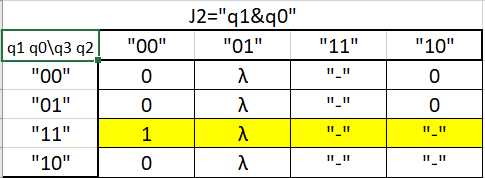 J2="q1&q0"
q1 q0\q3 q2 "00" "01" "11" "10"
"00" 0 λ "-" 0
"01" 0 λ "-" 0
"11" 1 λ "-" "-"
"10" 0 λ "-" "-"